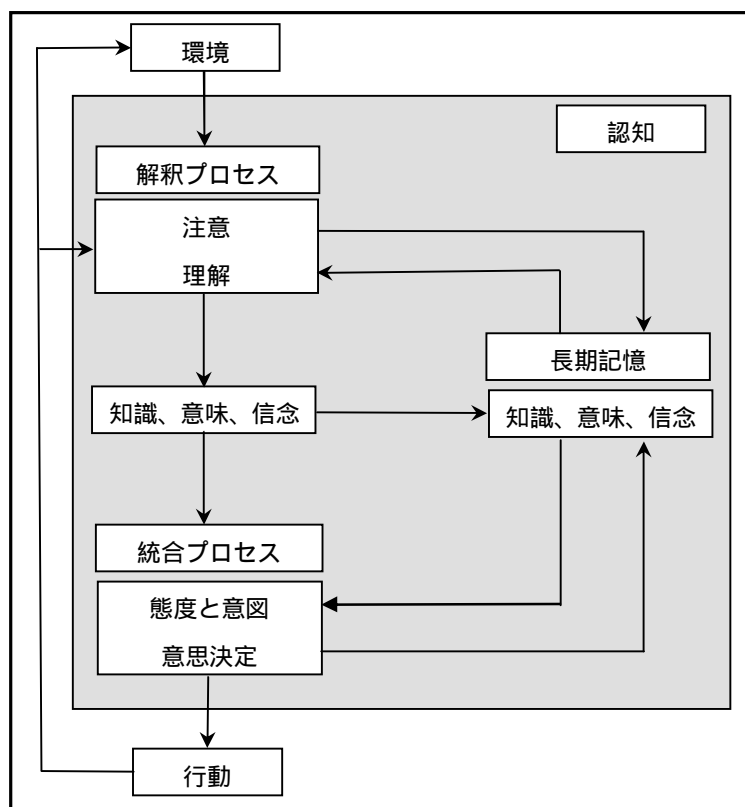 環境
認知
解釈プロセス
注意
理解
長期記憶
知識、意味、信念
知識、意味、信念
統合プロセス
態度と意図
意思決定
行動